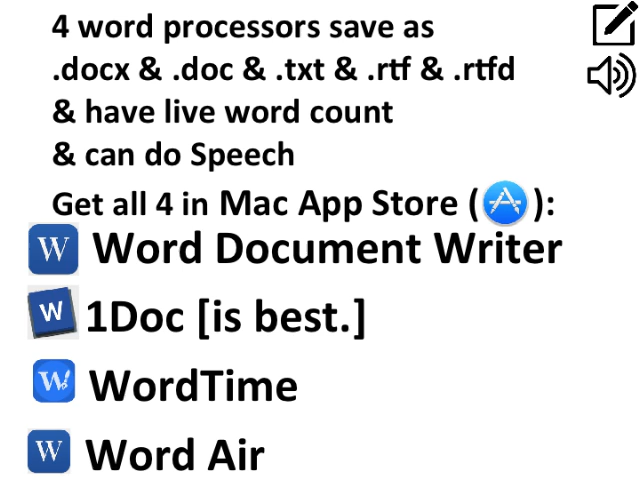 4 word processors save as
.docx & .doc & .txt & .rtf & .rtfd
& have live word count
& can do Speech
Get all 4 in Mac App Store ( ):
W Word Document Writer
W 1Doc [is best.]
W WordTime
W Word Air